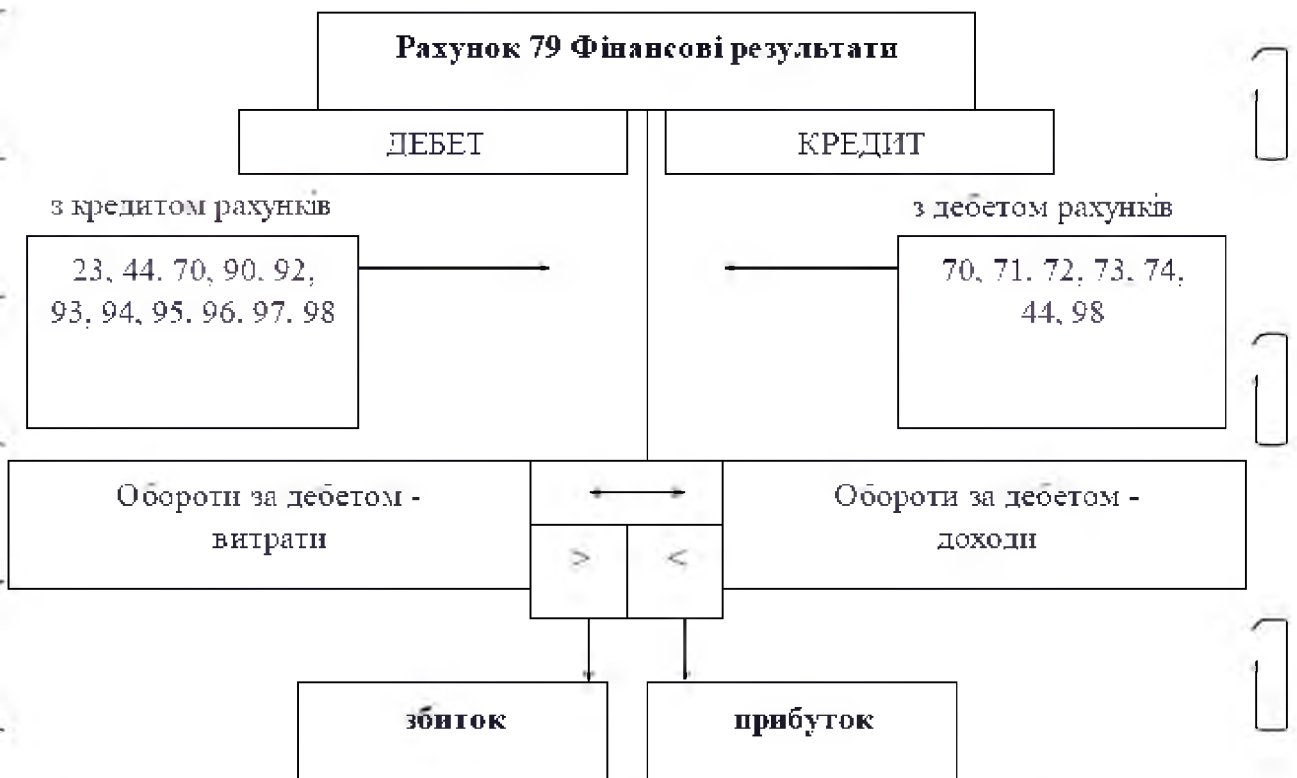 Рахунок 79 Фінансові результати
ДЕБЕТ
КРЕДИТ
з кредитом рахунків
з дебетом рахунків
23, 44. 70, 90. 92,
93, 94, 95. 96. 97. 98
70, 71. 72, 73. 74,
44, 98
Обороти за дебетом -
витрати
Обороти за дебетом -
доходи
>
<
збиток
прибуток